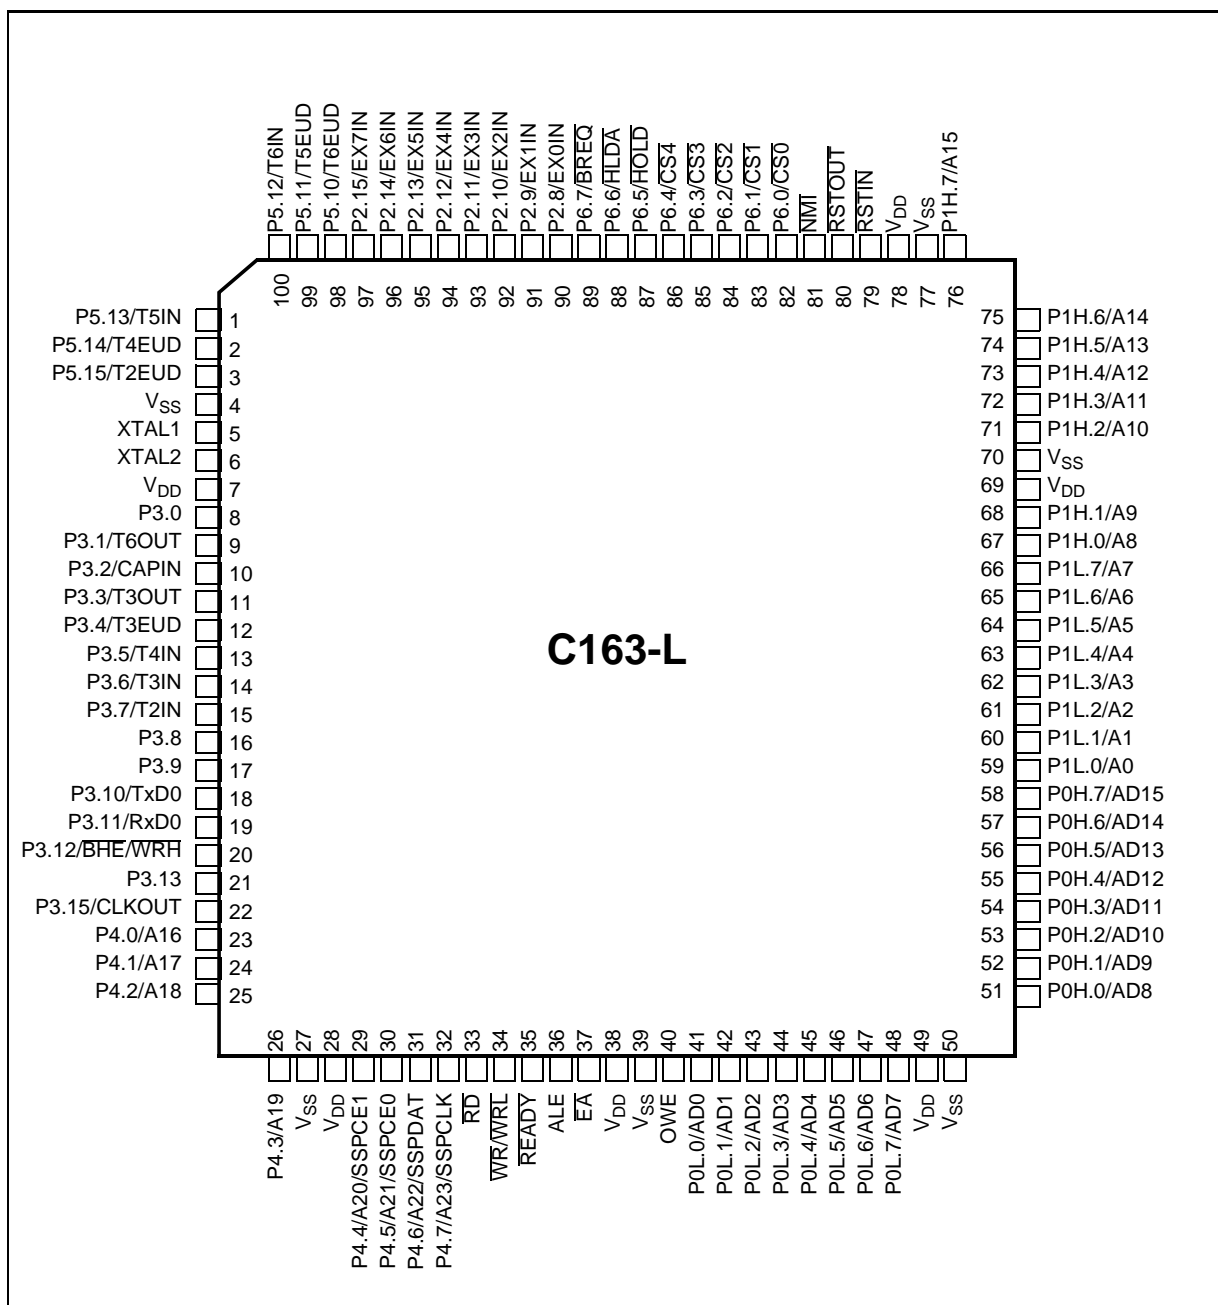 P5.12/T6IN
P5.11/T5EUD
P5.10/T6EUD
P2.15/EX7IN
P2.14/EX6IN
P2.13/EX5IN
P2.12/EX4IN
P2.11/EX3IN
P2.10/EX2IN
P2.9/EX1IN
P2.8/EX0IN
P6.7/BREQ
P6.6/HLDA
P6.5/HOLD
P6.4/CS4
P6.3/CS3
P6.2/CS2
P6.1/CS1
P6.0/CS0
NMI
RSTOUT
RSTIN
VDD
VSS
P1H.7/A15
100 99 98 97 96 95 94 93 92 91 90 89 88 87 86 85 84 83 82 81 80 79 78 77 76
P5.13/T5IN 1
P5.14/T4EUD 2
P5.15/T2EUD 3
VSS 4
XTAL1 5
XTAL2 6
VDD 7
P3.0 8
P3.1/T6OUT 9
P3.2/CAPIN 10
P3.3/T3OUT 11
P3.4/T3EUD 12
P3.5/T4IN 13
P3.6/T3IN 14
P3.7/T2IN 15
P3.8 16
P3.9 17
P3.10/TxD0 18
P3.11/RxD0 19
P3.12/BHE/WRH 20
P3.13 21
P3.15/CLKOUT 22
P4.0/A16 23
P4.1/A17 24
P4.2/A18 25
C163-L
75 P1H.6/A14
74 P1H.5/A13
73 P1H.4/A12
72 P1H.3/A11
71 P1H.2/A10
70 VSS
69 VDD
68 P1H.1/A9
67 P1H.0/A8
66 P1L.7/A7
65 P1L.6/A6
64 P1L.5/A5
63 P1L.4/A4
62 P1L.3/A3
61 P1L.2/A2
60 P1L.1/A1
59 P1L.0/A0
58 P0H.7/AD15
57 P0H.6/AD14
56 P0H.5/AD13
55 P0H.4/AD12
54 P0H.3/AD11
53 P0H.2/AD10
52 P0H.1/AD9
51 P0H.0/AD8
26 27 28 29 30 31 32 33 34 35 36 37 38 39 40 41 42 43 44 45 46 47 48 49 50
P4.3/A19
VSS
VDD
P4.4/A20/SSPCE1
P4.5/A21/SSPCE0
P4.6/A22/SSPDAT
P4.7/A23/SSPCLK
RD
WR/WRL
READY
ALE
EA
VDD
VSS
OWE
P0L.0/AD0
P0L.1/AD1
P0L.2/AD2
P0L.3/AD3
P0L.4/AD4
P0L.5/AD5
P0L.6/AD6
P0L.7/AD7
VDD
VSS